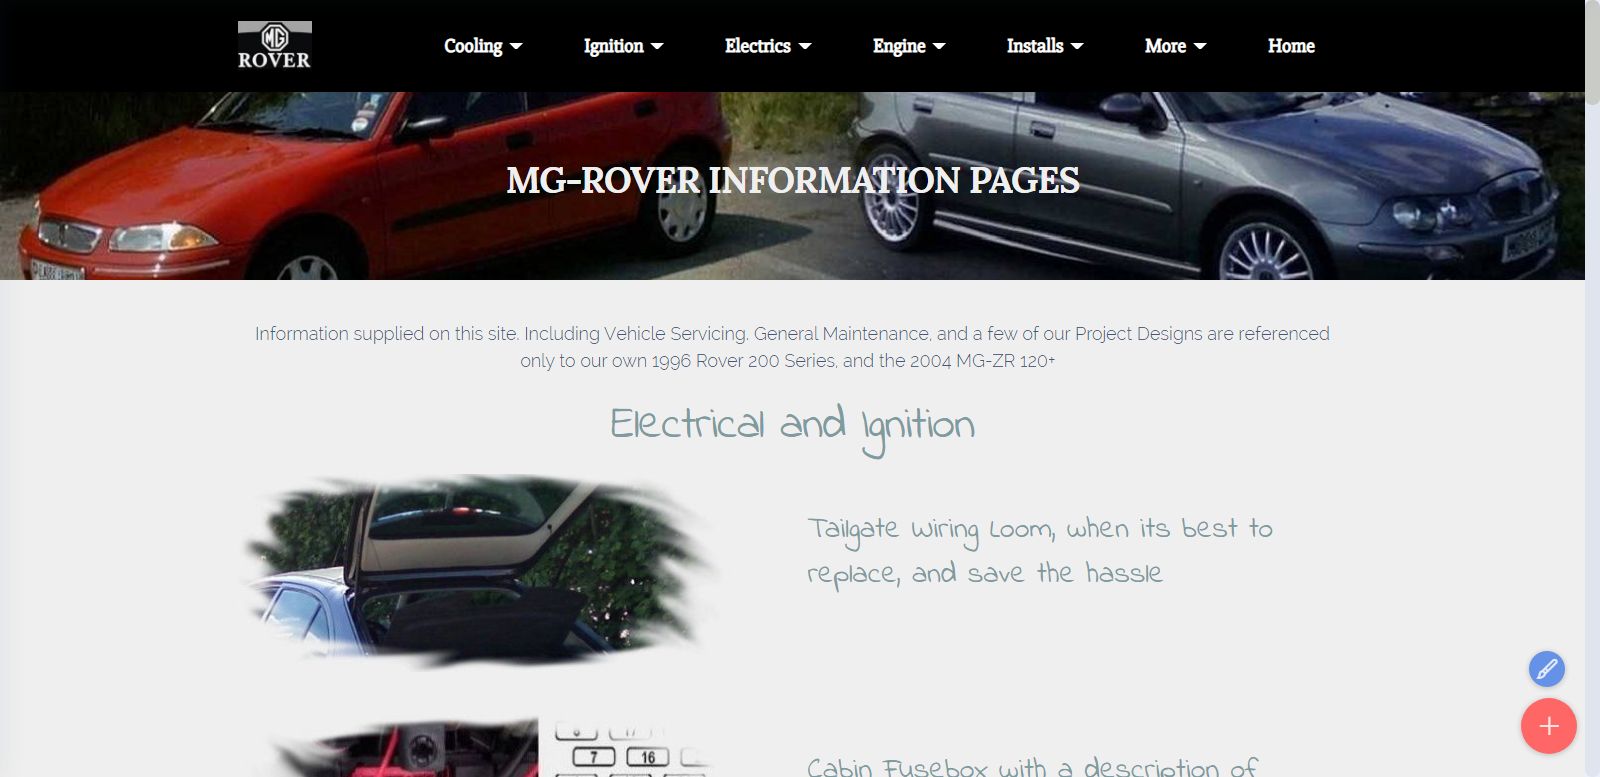 MG
ROVER
Cooling Ignition Electrics Engine Installs More Home
MG-ROVER INFORMATION PAGES
Information supplied on this site. Including Vehicle Servicing. General Maintenance, and a few of our Project Designs are referenced
only to our own 1996 Rover 200 Series, and the 2004 MG-ZR 120+
Electrical and Ignition
Tailgate Wiring Loom, when its best to
replace, and save the hassle
7 16
Cabin Fusebox with a description of